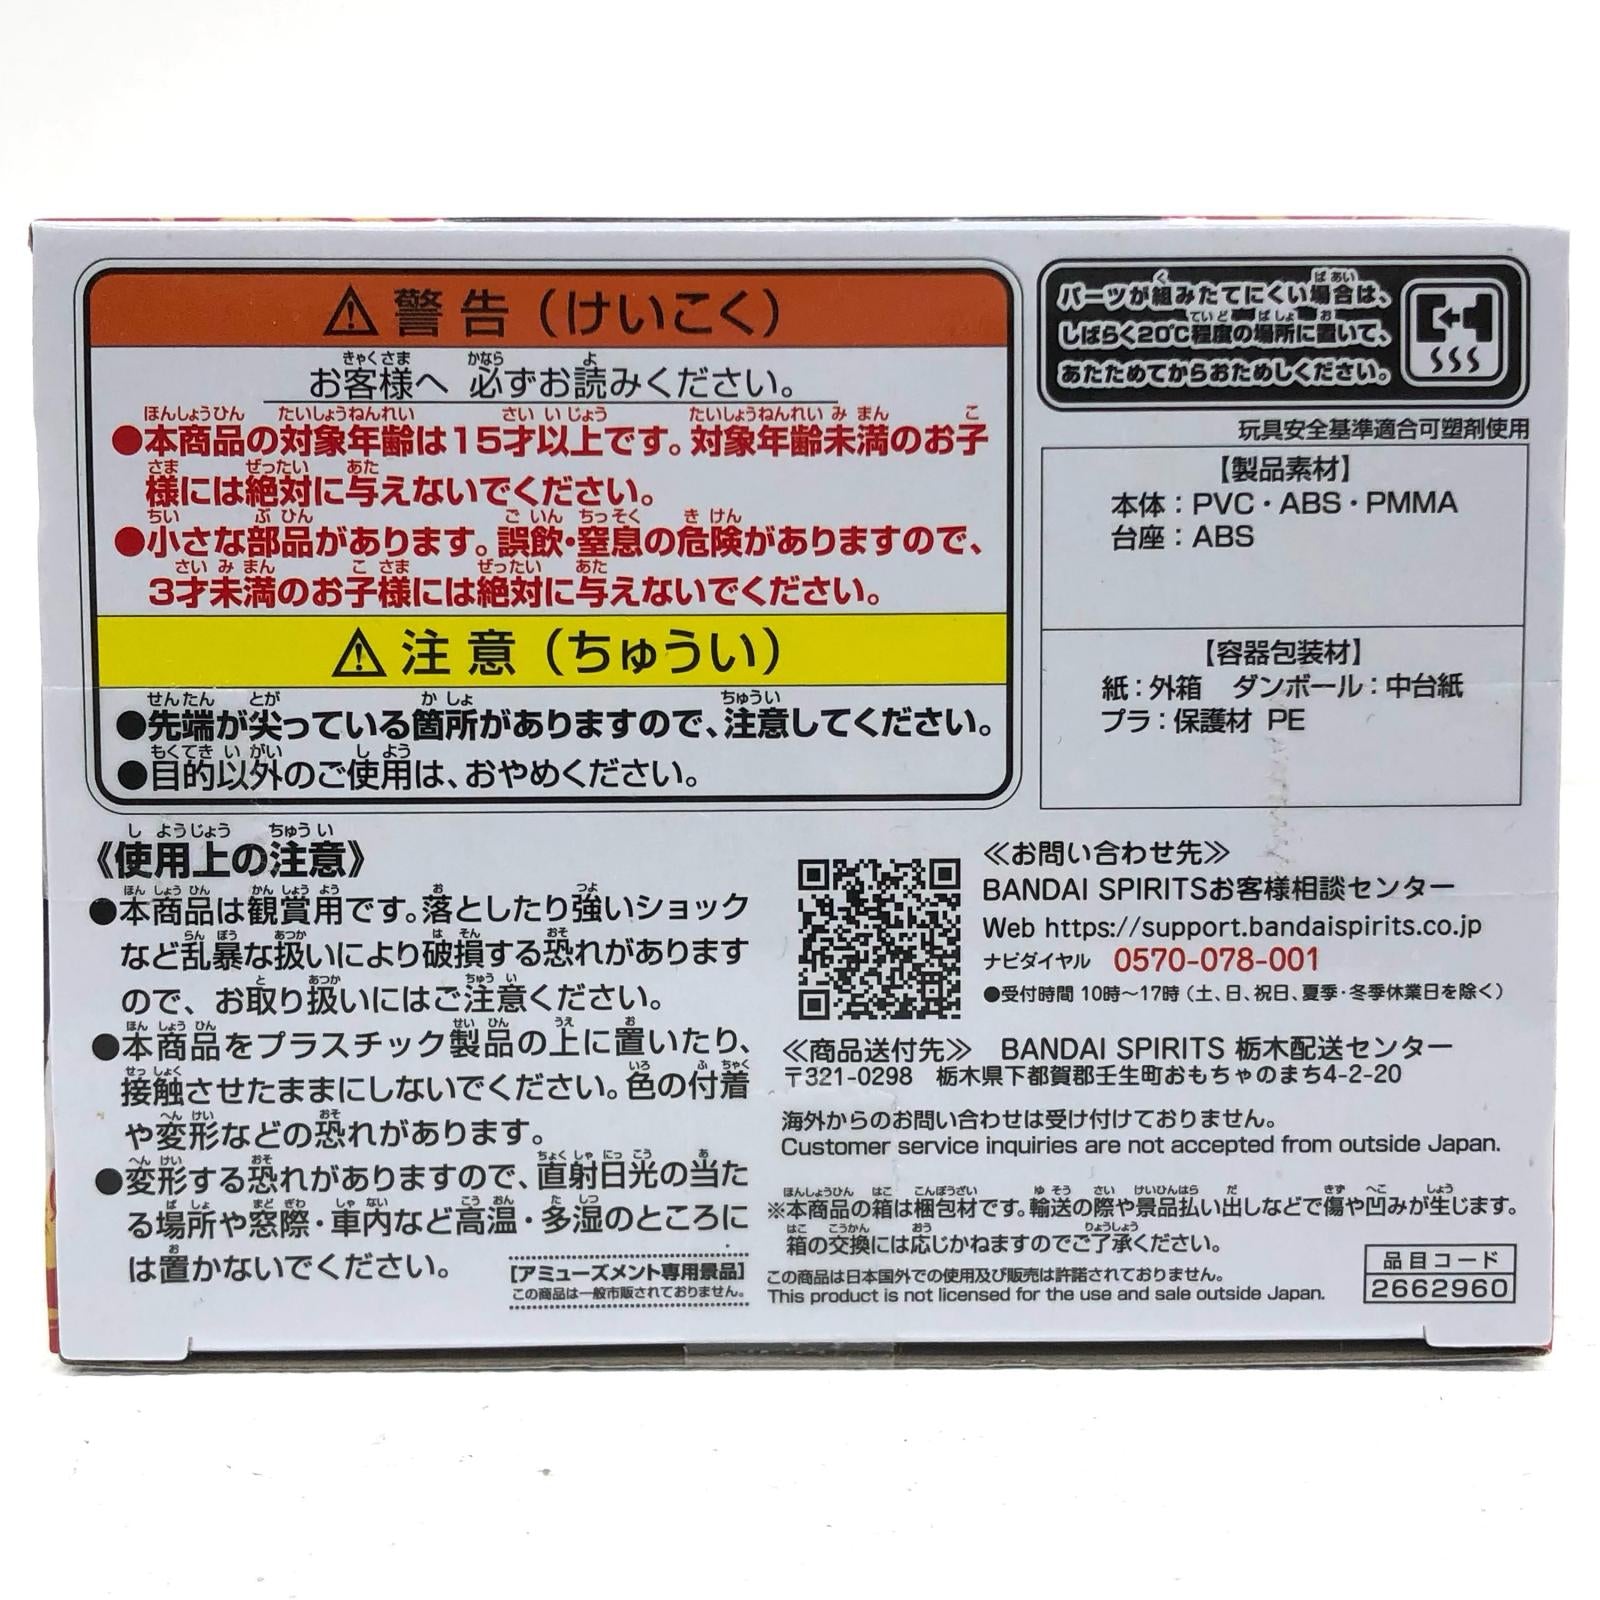 警告（けいこく）
お客様へ 必ずお読みください。
●本商品の対象年齢は15才以上です。対象年齢未満のお子
様には絶対に与えないでください。
●小さな部品があります。誤飲・窒息の危険がありますので、
3才未満のお子様には絶対に与えないでください。
注意（ちゅうい）
●先端が尖っている箇所がありますので、注意してください。
●目的以外のご使用は、おやめください。
パーツが組みたてにくい場合は、
しばらく20℃程度の場所に置いて、
あたためてからおためしください。
玩具安全基準適合可塑剤使用
【製品素材】
本体：PVC・ABS・PMMA
台座：ABS
【容器包装材】
紙：外箱 ダンボール：中台紙
プラ：保護材 PE
《使用上の注意》
●本商品は観賞用です。落としたり強いショック
など乱暴な扱いにより破損する恐れがあります
ので、お取り扱いにはご注意ください。
●本商品をプラスチック製品の上に置いたり、
接触させたままにしないでください。色の付着
や変形などの恐れがあります。
●変形する恐れがありますので、直射日光の当た
る場所や窓際・車内など高温・多湿のところに
は置かないでください。
【アミューズメント専用景品】
この商品は一般市販されておりません。
≪お問い合わせ先≫
BANDAI SPIRITSお客様相談センター
Web https://support.bandaispirits.co.jp
ナビダイヤル 0570-078-001
●受付時間 10時～17時（土、日、祝日、夏季・冬季休業日を除く）
≪商品送付先≫ BANDAI SPIRITS 栃木配送センター
〒321-0298 栃木県下都賀郡壬生町おもちゃのまち4-2-20
海外からのお問い合わせは受け付けておりません。
Customer service inquiries are not accepted from outside Japan.
※本商品の箱は梱包材です。輸送の際や景品払い出しなどで傷や凹みが生じます。
箱の交換には応じかねますのでご了承ください。
この商品は日本国外での使用及び販売は許諾されておりません。
This product is not licensed for the use and sale outside Japan.
品目コード
2662960